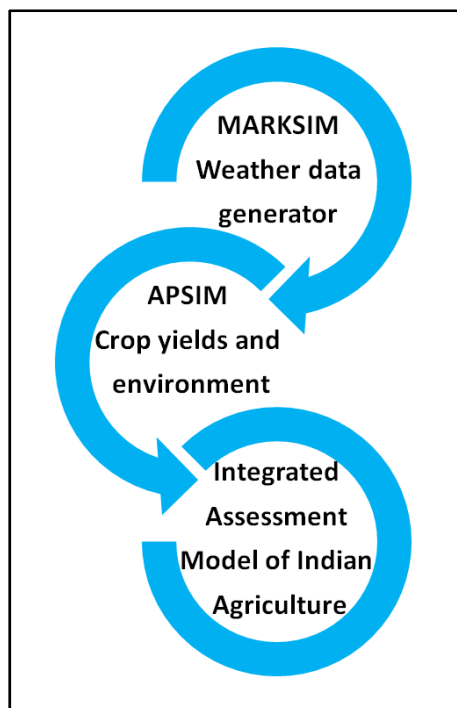 MARKSIM
Weather data
generator
APSIM
Crop yields and
environment
Integrated
Assessment
Model of Indian
Agriculture